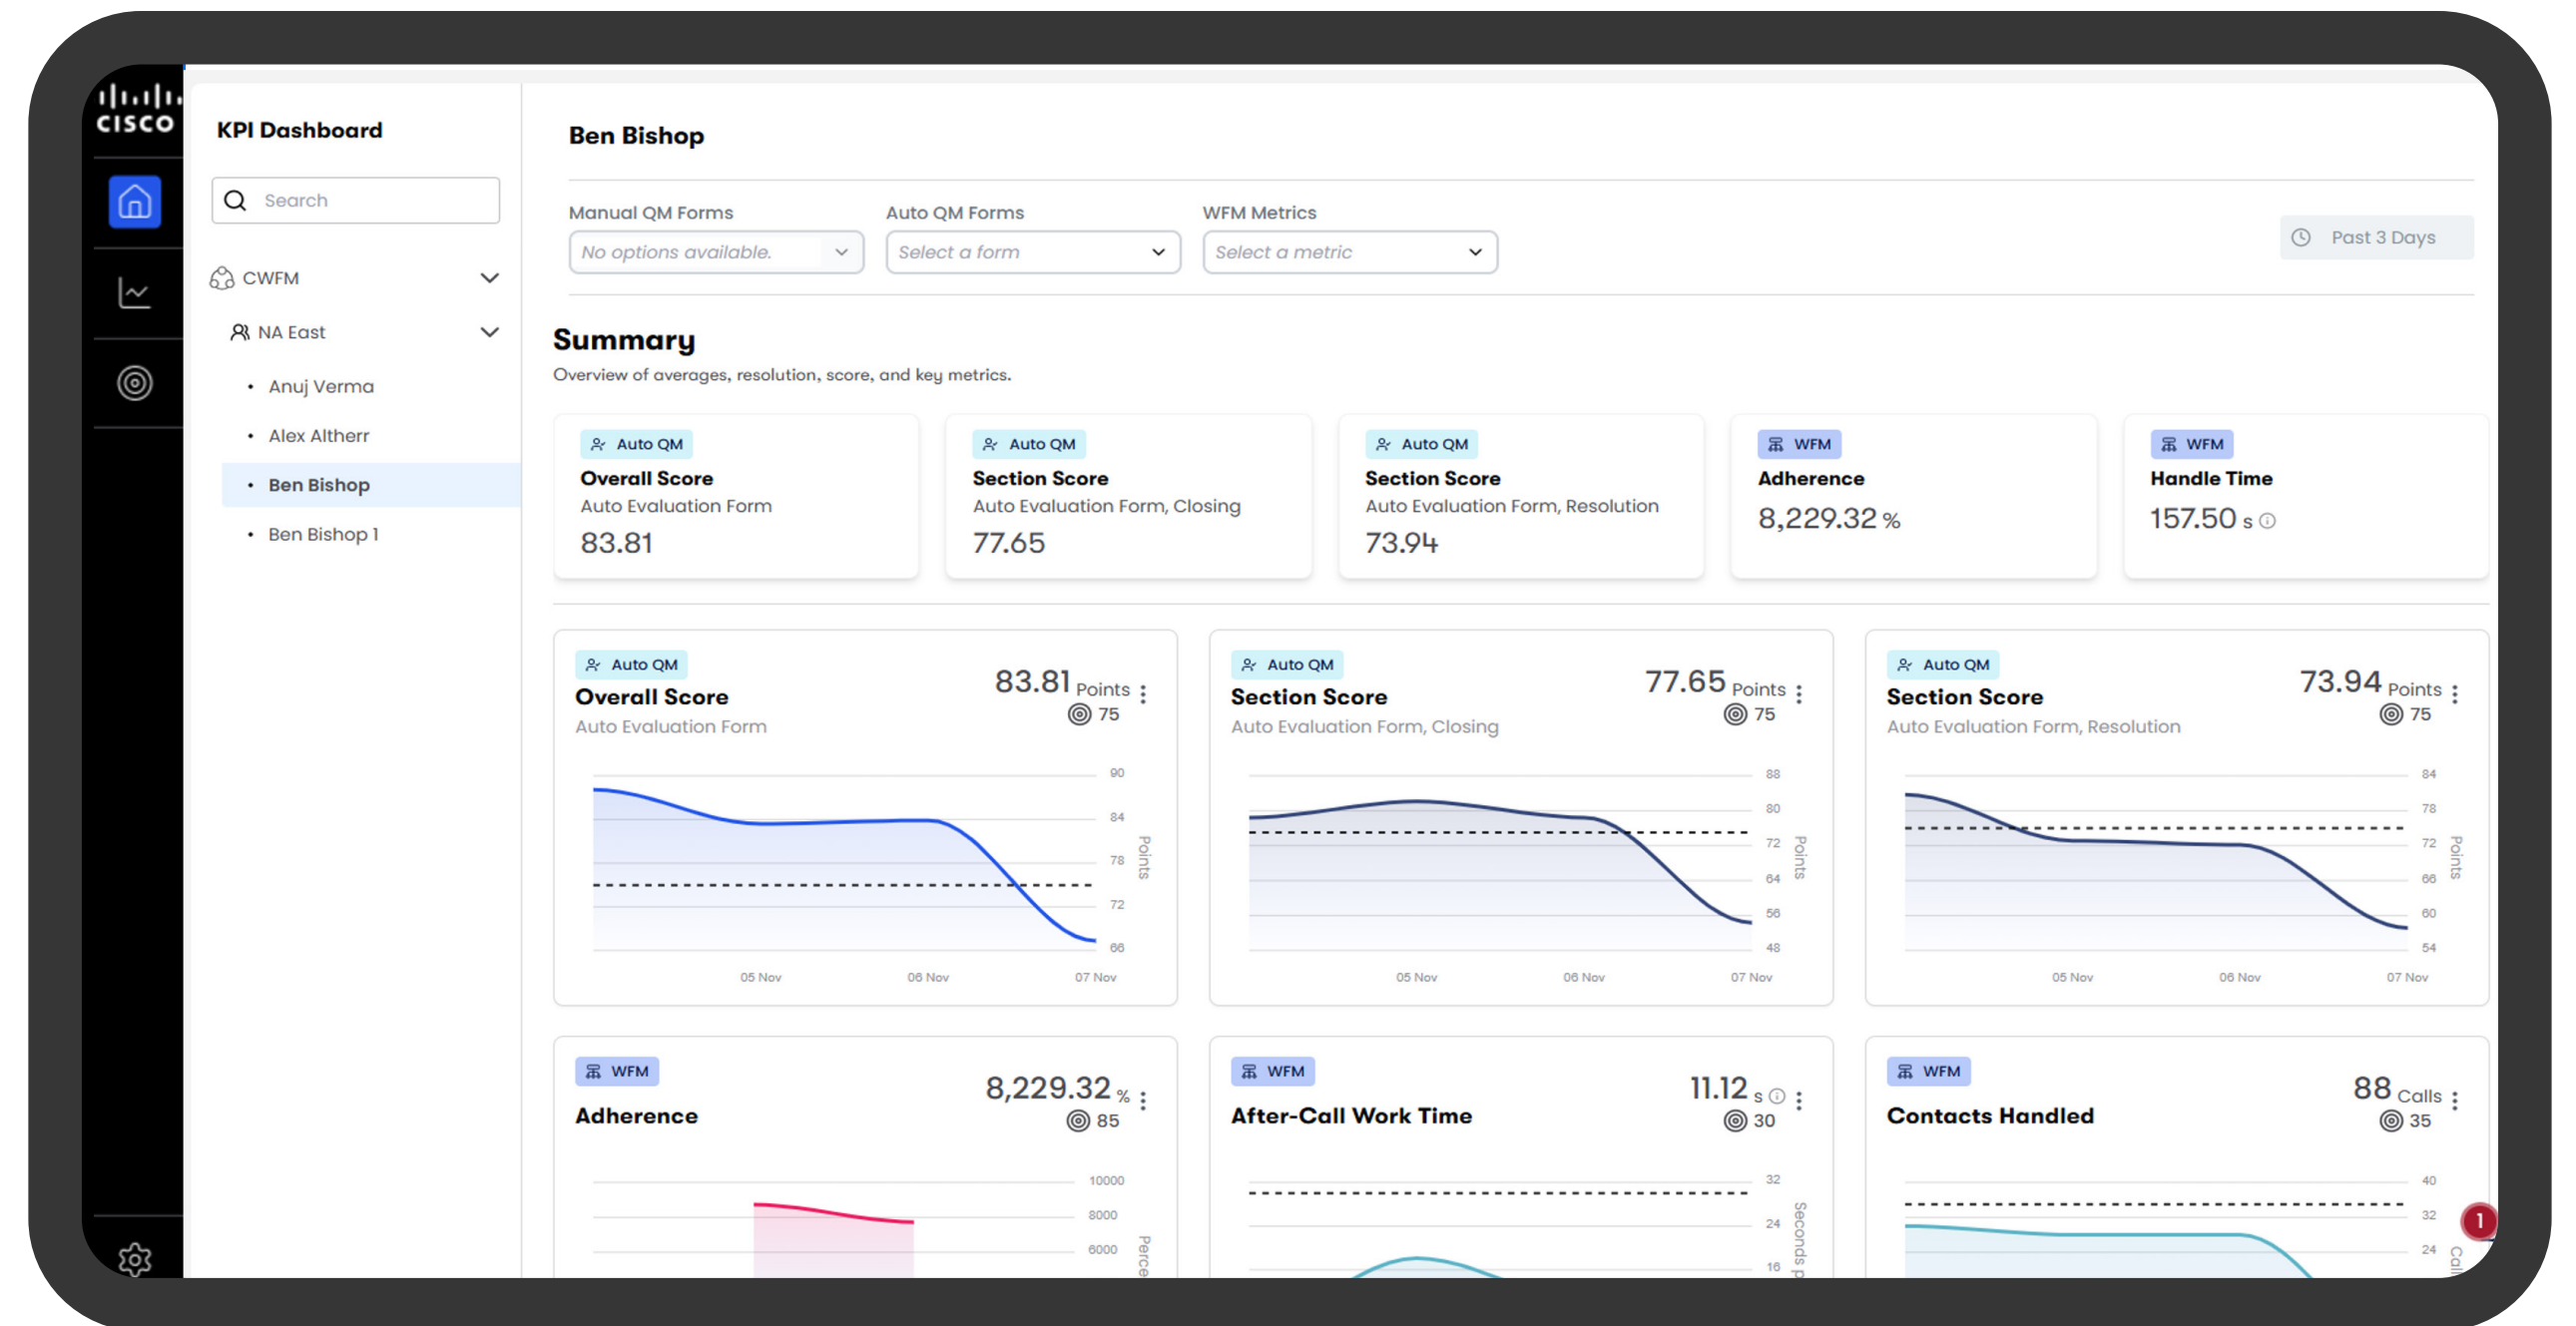 CISCO
KPI Dashboard
Search
CWFM
NA East
• Anuj Verma
• Alex Altherr
• Ben Bishop
• Ben Bishop 1
Ben Bishop
Manual QM Forms Auto QM Forms WFM Metrics
No options available. Select a form Select a metric Past 3 Days
Summary
Overview of averages, resolution, score, and key metrics.
Auto QM
Overall Score
Auto Evaluation Form
83.81
Auto QM
Section Score
Auto Evaluation Form, Closing
77.65
Auto QM
Section Score
Auto Evaluation Form, Resolution
73.94
WFM
Adherence
8,229.32 %
WFM
Handle Time
157.50 s
Auto QM
Overall Score
Auto Evaluation Form
83.81 Points
75
90
84
78
72
66
Points
05 Nov 06 Nov 07 Nov
Auto QM
Section Score
Auto Evaluation Form, Closing
77.65 Points
75
88
80
72
64
56
48
Points
05 Nov 06 Nov 07 Nov
Auto QM
Section Score
Auto Evaluation Form, Resolution
73.94 Points
75
84
78
72
66
60
54
Points
05 Nov 06 Nov 07 Nov
WFM
Adherence
8,229.32 %
85
10000
8000
6000
Perce
WFM
After-Call Work Time
11.12 s
30
32
24
16
Seconds p
WFM
Contacts Handled
88 Calls
35
40
32
24
Call
1